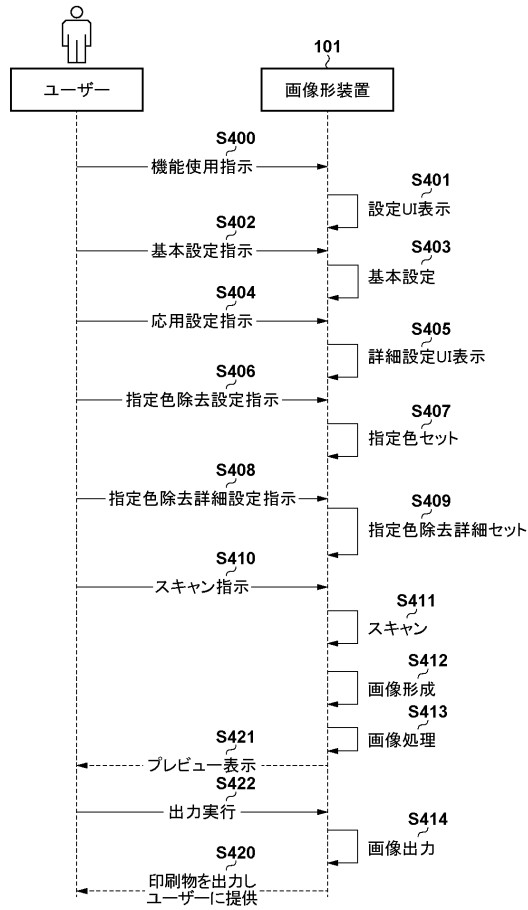 101
ユーザー
画像形装置
S400
機能使用指示
S401
設定UI表示
S402
基本設定指示
S403
基本設定
S404
応用設定指示
S405
詳細設定UI表示
S406
指定色除去設定指示
S407
指定色セット
S408
指定色除去詳細設定指示
S409
指定色除去詳細セット
S410
スキャン指示
S411
スキャン
S412
画像形成
S413
画像処理
S421
プレビュー表示
S422
出力実行
S414
画像出力
S420
印刷物を出力し
ユーザーに提供